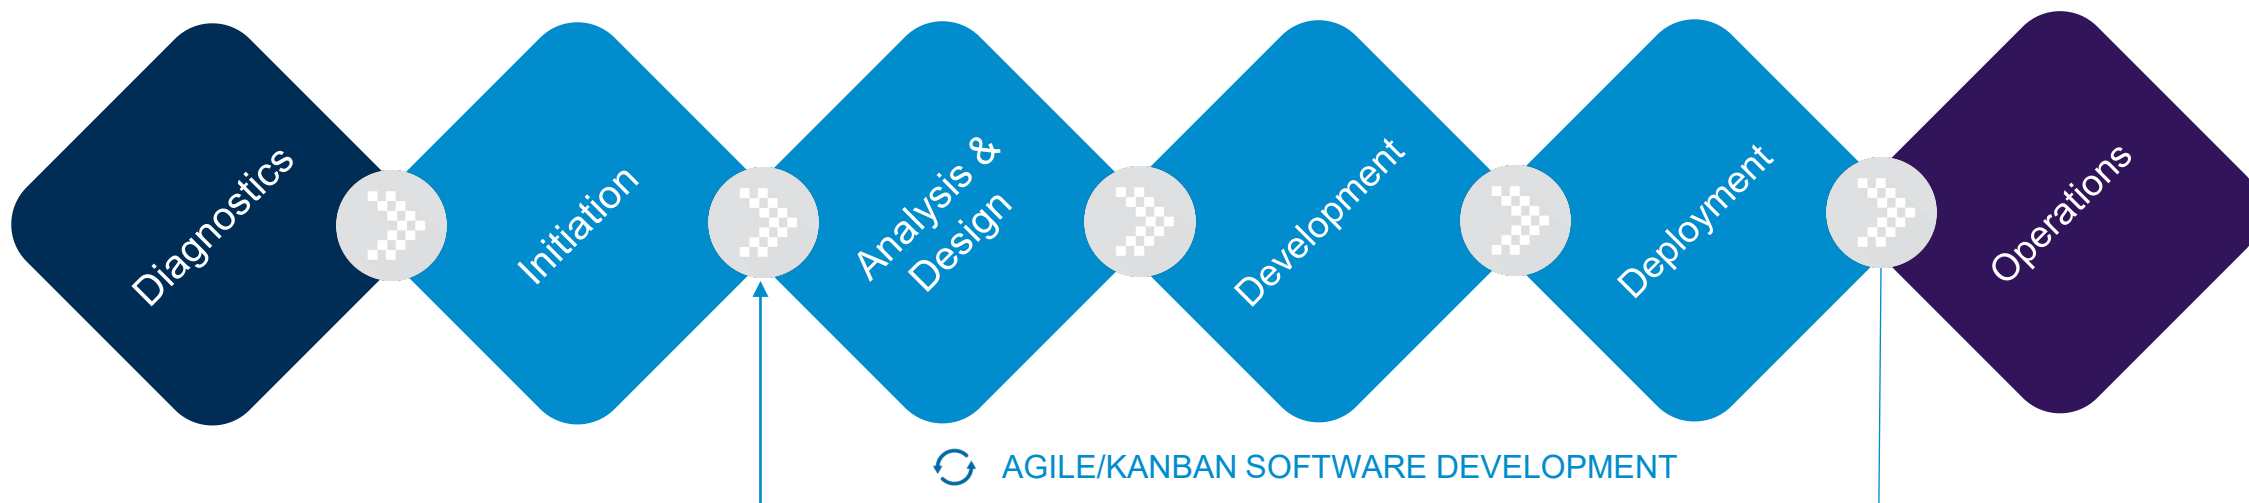 Diagnostics
Initiation
Analysis &
Design
Development
Deployment
Operations
AGILE/KANBAN SOFTWARE DEVELOPMENT